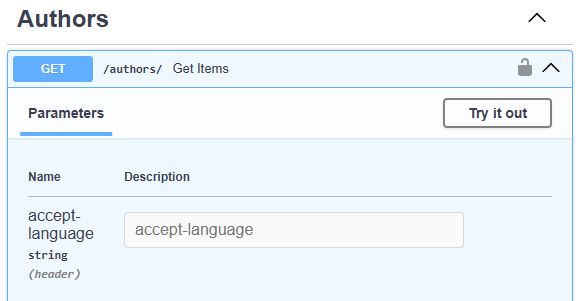 Authors
GET /authors/ Get Items
Parameters Try it out
Name Description
accept-
language
string
(header)
accept-language